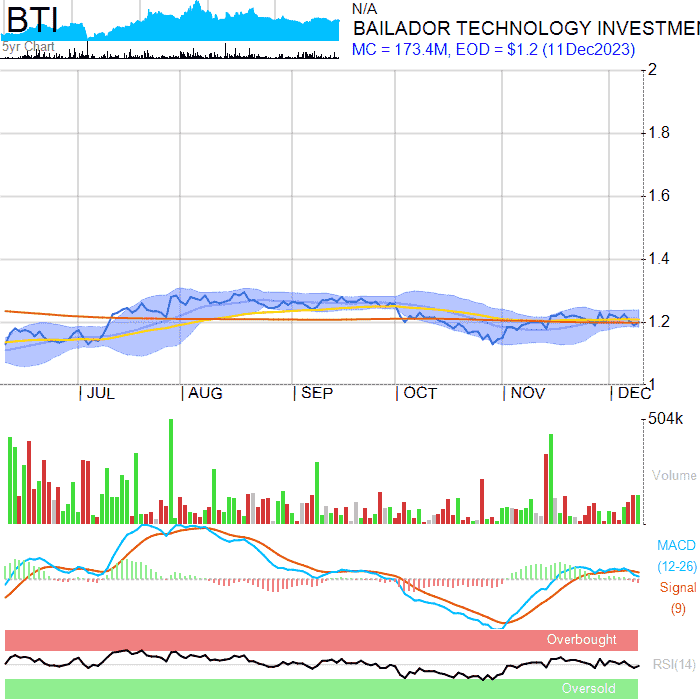 BTI
5yr Chart
N/A
BAILADOR TECHNOLOGY INVESTMEN
MC = 173.4M, EOD = $1.2 (11Dec2023)
2
1.8
1.6
1.4
1.2
1
JUL AUG SEP OCT NOV DEC
504k
Volume
MACD
(12-26)
Signal
(9)
Overbought
RSI(14)
Oversold